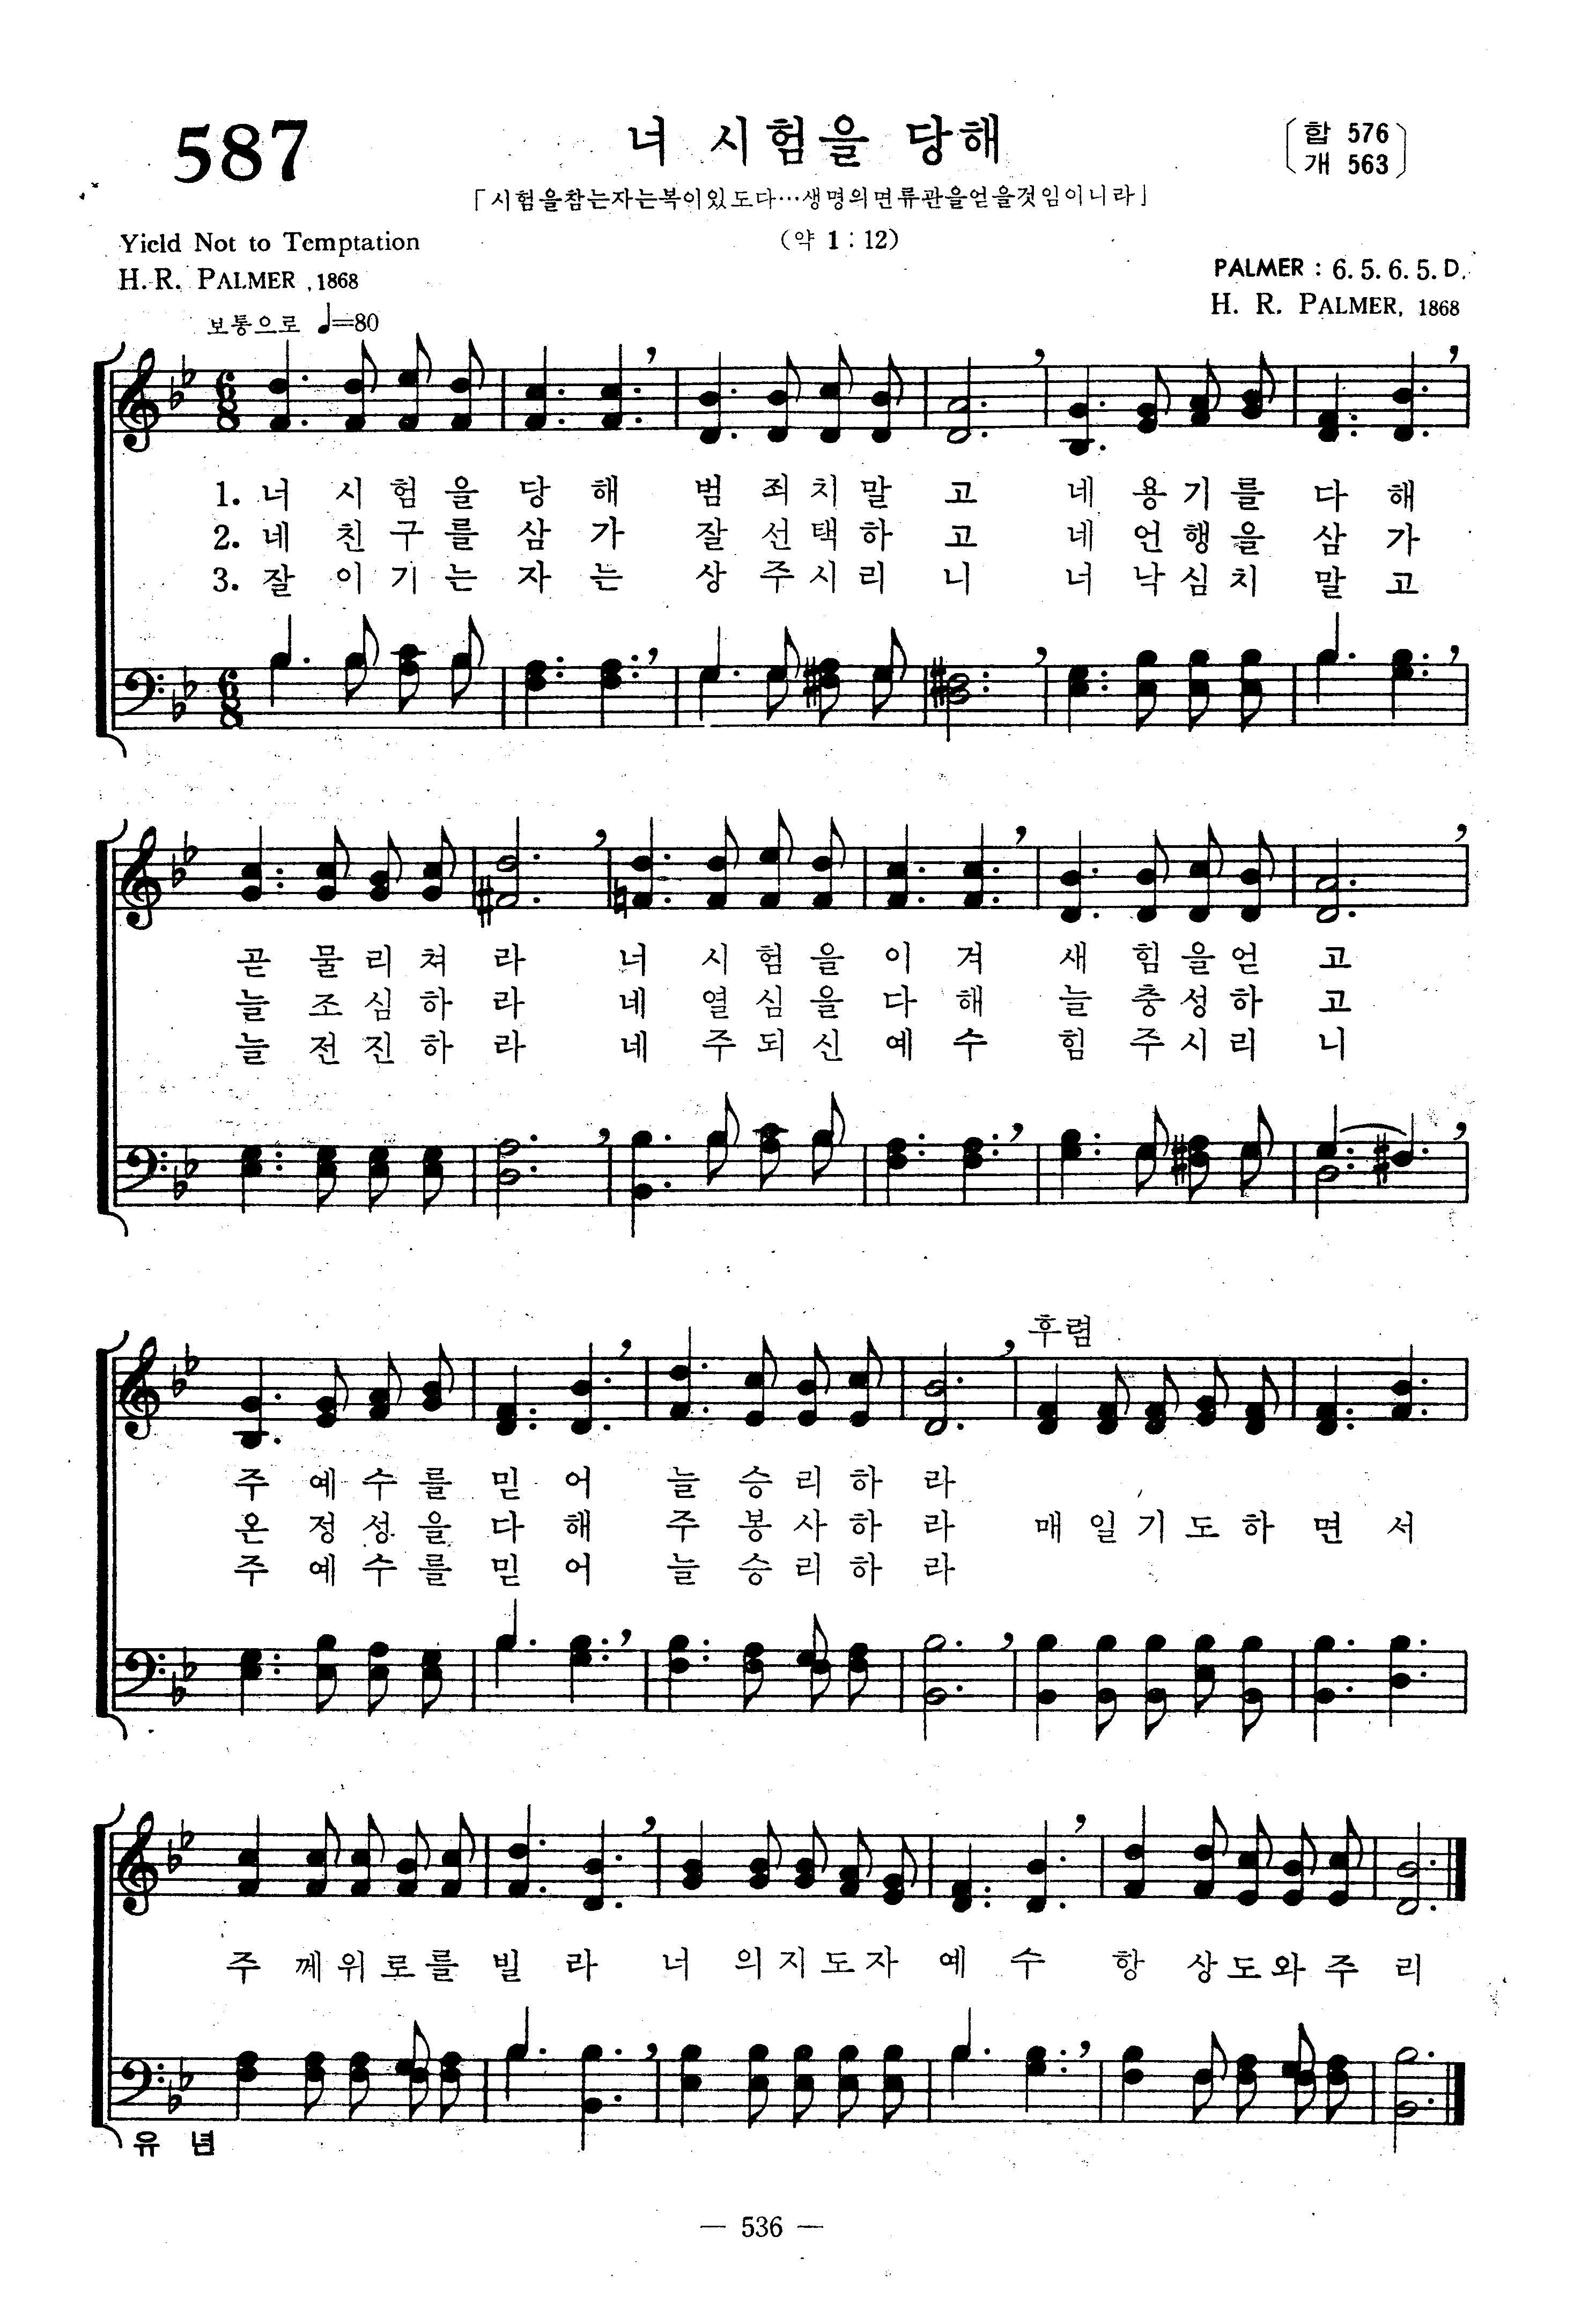 587
너 시험을 당해
〔합 576
개 563〕
「시험을참는자는복이있도다…생명의면류관을얻을것임이니라」
(약 1 : 12)
Yield Not to Temptation
H. R. PALMER , 1868
PALMER : 6. 5. 6. 5. D.
H. R. PALMER, 1868
보통으로 ♩=80
1. 너 시 험 을 당 해 범 죄 치 말 고 네 용 기 를 다 해
2. 네 친 구 를 삼 가 잘 선 택 하 고 네 언 행 을 삼 가
3. 잘 이 기 는 자 는 상 주 시 리 니 너 낙 심 치 말 고
곧 물 리 쳐 라 너 시 험 을 이 겨 새 힘 을 얻 고
늘 조 심 하 라 네 열 심 을 다 해 늘 충 성 하 고
늘 전 진 하 라 네 주 되 신 예 수 힘 주 시 리 니
후렴
주 예 수 를 믿 어 늘 승 리 하 라
온 정 성 을 다 해 주 봉 사 하 라 매 일 기 도 하 면 서
주 예 수 를 믿 어 늘 승 리 하 라
주 께 위 로 를 빌 라 너 의 지 도 자 예 수 항 상 도 와 주 리
유 년
— 536 —